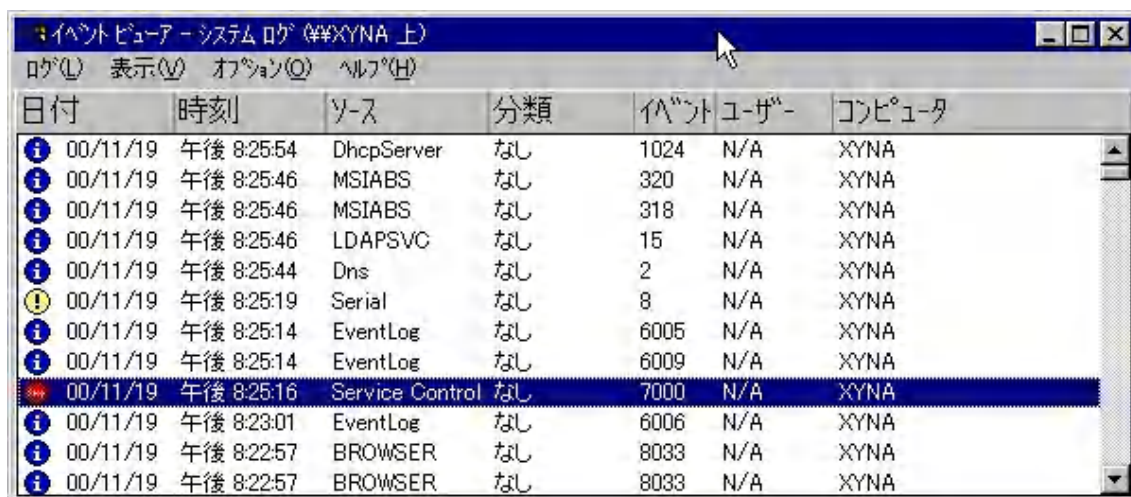 イベント ビューア - システム ログ (¥¥XYNA 上)
ログ(L) 表示(V) オプション(O) ヘルプ(H)
日付 時刻 ソース 分類 イベント ユーザー コンピュータ
00/11/19 午後 8:25:54 DhcpServer なし 1024 N/A XYNA
00/11/19 午後 8:25:46 MSIABS なし 320 N/A XYNA
00/11/19 午後 8:25:46 MSIABS なし 318 N/A XYNA
00/11/19 午後 8:25:46 LDAPSVC なし 15 N/A XYNA
00/11/19 午後 8:25:44 Dns なし 2 N/A XYNA
00/11/19 午後 8:25:19 Serial なし 8 N/A XYNA
00/11/19 午後 8:25:14 EventLog なし 6005 N/A XYNA
00/11/19 午後 8:25:14 EventLog なし 6009 N/A XYNA
00/11/19 午後 8:25:16 Service Control なし 7000 N/A XYNA
00/11/19 午後 8:23:01 EventLog なし 6006 N/A XYNA
00/11/19 午後 8:22:57 BROWSER なし 8033 N/A XYNA
00/11/19 午後 8:22:57 BROWSER なし 8033 N/A XYNA